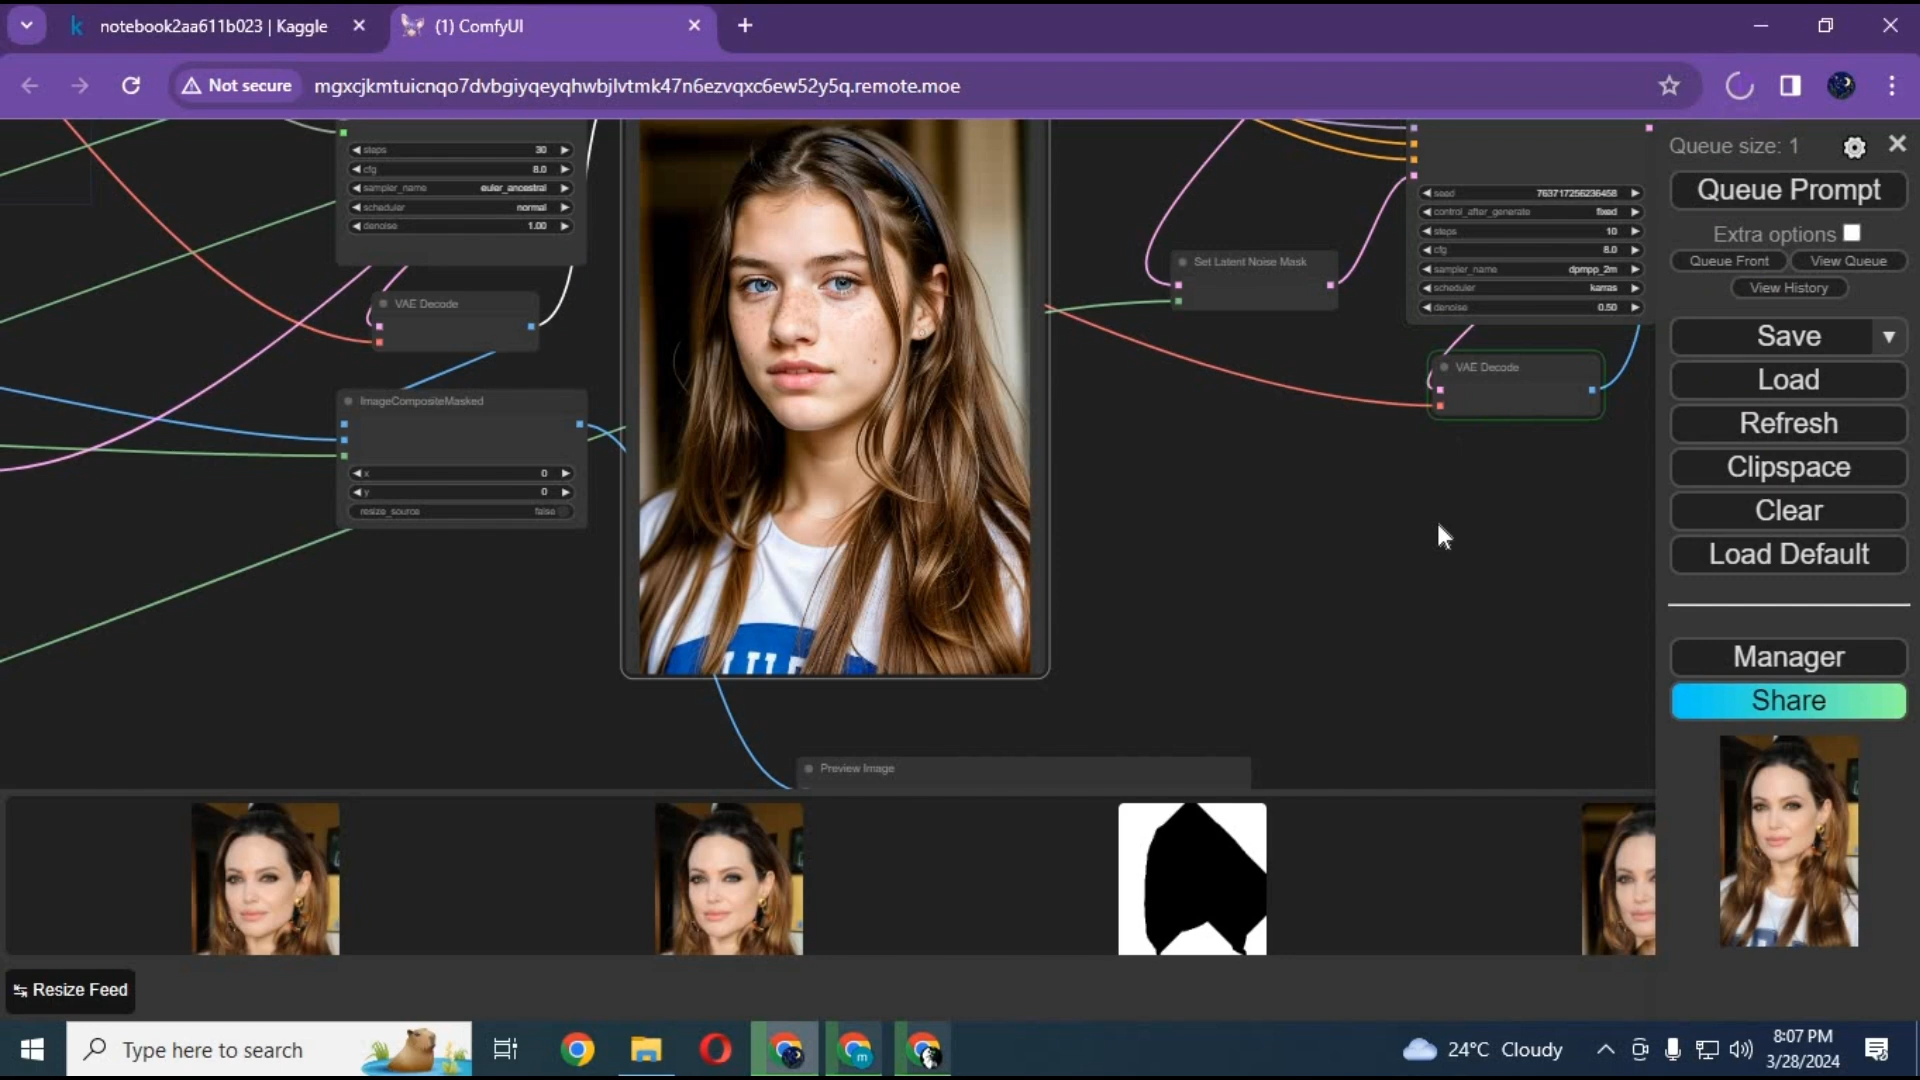 notebook2aa611b023 | Kaggle
(1) ComfyUI
Not secure
mgxcjkmtuicnqo7dvbgiyqeyqhwbjlvtmk47n6ezvqxc6ew52y5q.remote.moe
steps 30
cfg 8.0
sampler_name euler_ancestral
scheduler normal
denoise 1.00
VAE Decode
ImageCompositeMasked
x 0
y 0
resize_source false
Set Latent Noise Mask
seed 763717256236458
control_after_generate fixed
steps 10
cfg 8.0
sampler_name dpmpp_2m
scheduler karras
denoise 0.50
VAE Decode
Preview Image
Queue size: 1
Queue Prompt
Extra options
Queue Front
View Queue
View History
Save
Load
Refresh
Clipspace
Clear
Load Default
Manager
Share
Resize Feed
Type here to search
24°C Cloudy
8:07 PM
3/28/2024